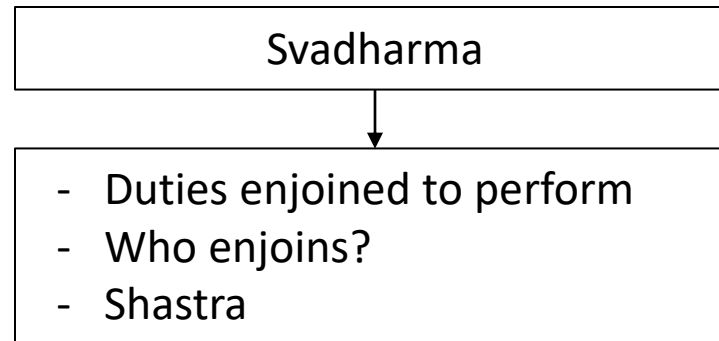 Svadharma
- Duties enjoined to perform
- Who enjoins?
- Shastra